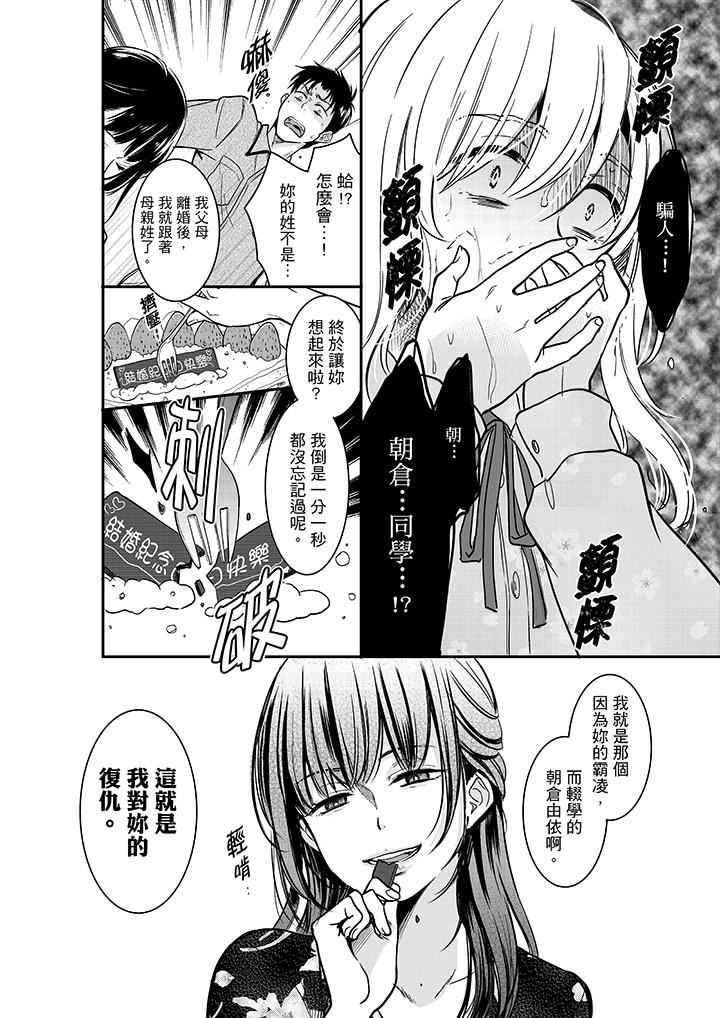 顫慄
騙人…!
顫慄
朝…
朝倉…同學…!?
顫慄
嚇傻。
蛤!?
怎麼會…!
妳的姓不是…
我父母
離婚後，
我就跟著
母親姓了。
擠壓…
結婚紀
快樂
終於讓妳
想起來啦?
我倒是一分一秒
都沒忘記過呢。
刺
結婚紀念
快樂
破
我就是那個
因為妳的霸凌，
而輟學的
朝倉由依啊。
輕啃…
這就是
我對妳的
復仇。